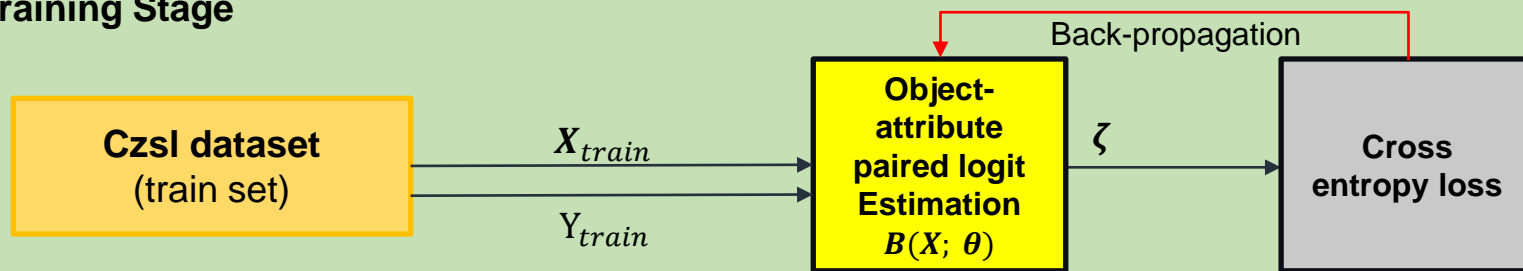 raining Stage
Back-propagation
Czsl dataset
(train set)
X_train
Y_train
Object-
attribute
paired logit
Estimation
B(X; θ)
ζ
Cross
entropy loss